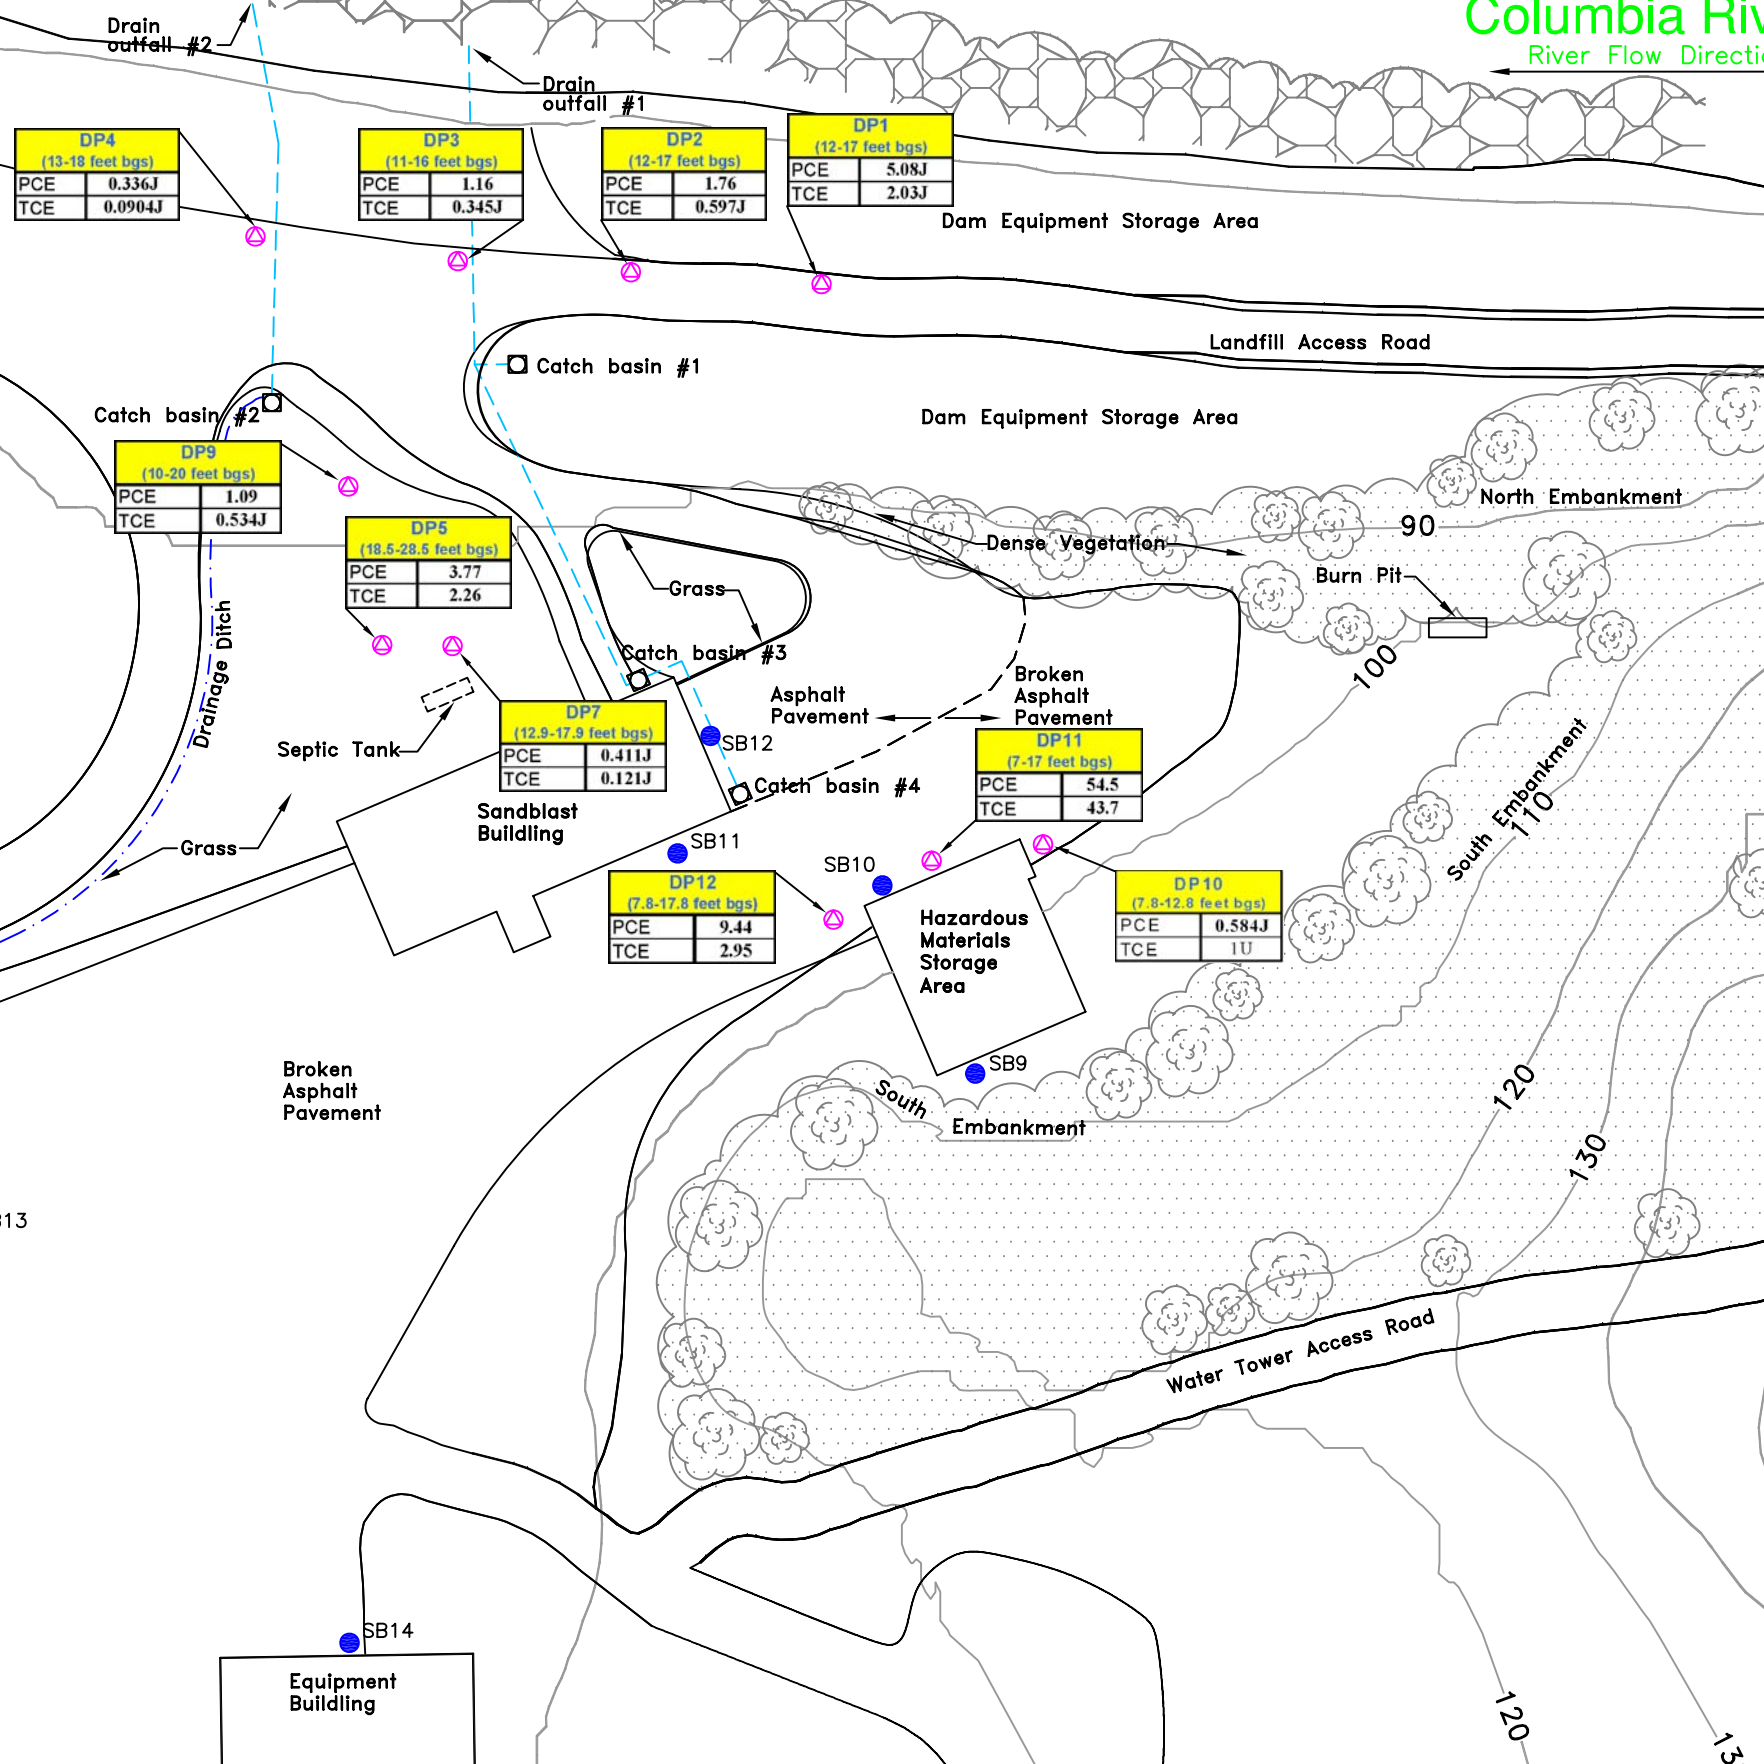 Columbia Riv
River Flow Directi
Drain
outfall #2
Drain
outfall #1
DP4
(13-18 feet bgs)
PCE 0.336J
TCE 0.0904J
DP3
(11-16 feet bgs)
PCE 1.16
TCE 0.345J
DP2
(12-17 feet bgs)
PCE 1.76
TCE 0.597J
DP1
(12-17 feet bgs)
PCE 5.08J
TCE 2.03J
Dam Equipment Storage Area
Landfill Access Road
Catch basin #1
Catch basin #2
Dam Equipment Storage Area
DP9
(10-20 feet bgs)
PCE 1.09
TCE 0.534J
North Embankment
90
DP5
(18.5-28.5 feet bgs)
PCE 3.77
TCE 2.26
Dense Vegetation
Burn Pit
Grass
Catch basin #3
100
Drainage Ditch
Asphalt
Pavement
Broken
Asphalt
Pavement
DP7
(12.9-17.9 feet bgs)
PCE 0.411J
TCE 0.121J
Septic Tank
SB12
DP11
(7-17 feet bgs)
PCE 54.5
TCE 43.7
Catch basin #4
South Embankment
110
Sandblast
Building
Grass
SB11
SB10
DP12
(7.8-17.8 feet bgs)
PCE 9.44
TCE 2.95
DP10
(7.8-12.8 feet bgs)
PCE 0.584J
TCE 1U
Hazardous
Materials
Storage
Area
SB9
Broken
Asphalt
Pavement
South
Embankment
120
130
B13
Water Tower Access Road
SB14
Equipment
Building
120
13